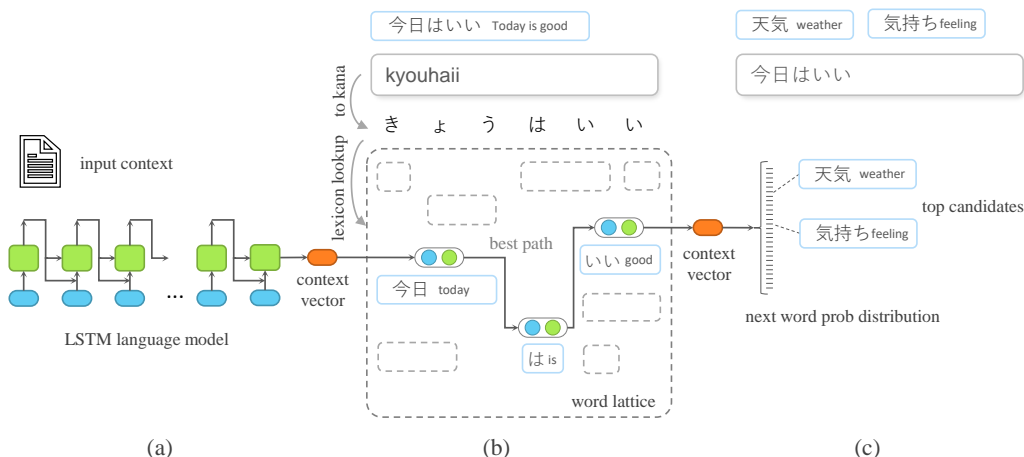 今日はいい Today is good
天気 weather
気持ち feeling
kyouhaii
今日はいい
to kana
き ょ う は い い
input context
lexicon lookup
天気 weather
top candidates
気持ち feeling
best path
いい good
context
vector
今日 today
context
vector
...
は is
LSTM language model
next word prob distribution
word lattice
(a)
(b)
(c)